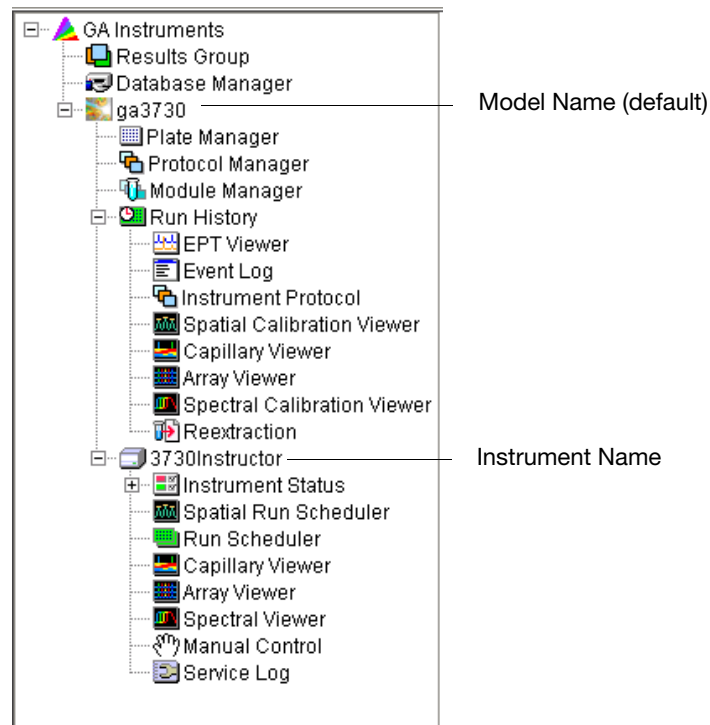 GA Instruments
Results Group
Database Manager
ga3730
Model Name (default)
Plate Manager
Protocol Manager
Module Manager
Run History
EPT Viewer
Event Log
Instrument Protocol
Spatial Calibration Viewer
Capillary Viewer
Array Viewer
Spectral Calibration Viewer
Reextraction
3730Instructor
Instrument Name
Instrument Status
Spatial Run Scheduler
Run Scheduler
Capillary Viewer
Array Viewer
Spectral Viewer
Manual Control
Service Log